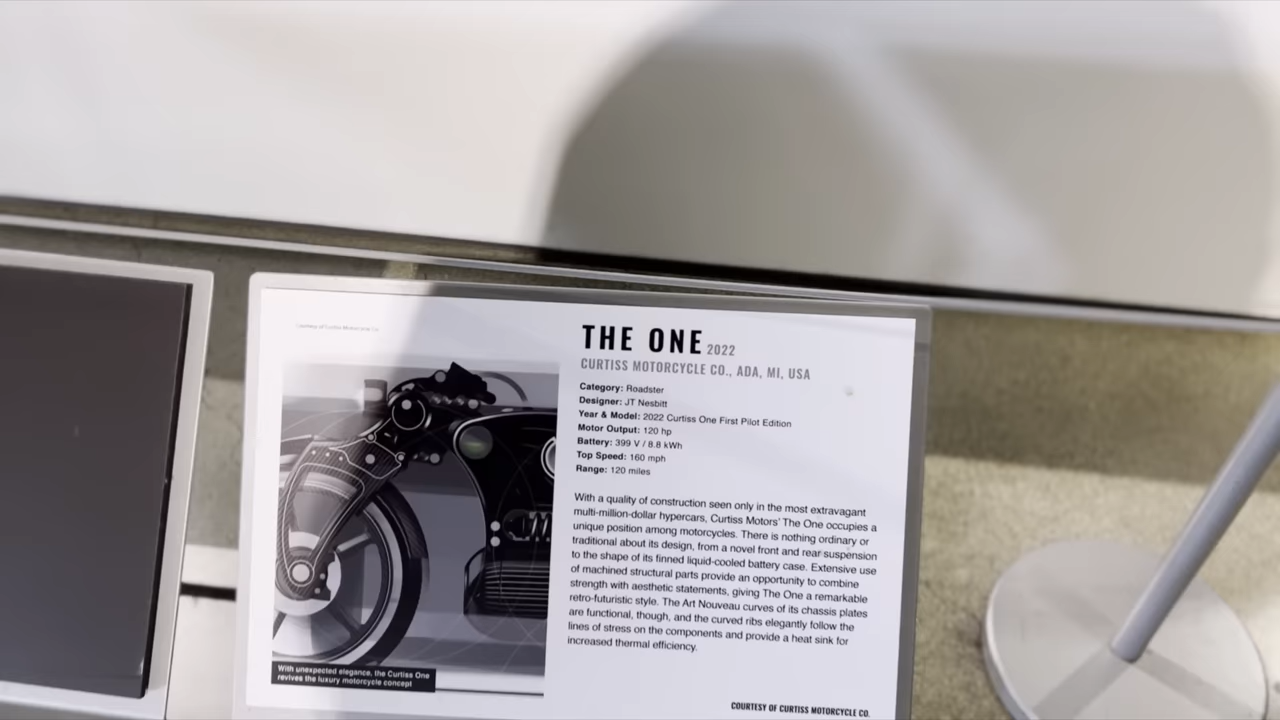 Courtesy of Curtiss Motorcycle Co.
THE ONE 2022
CURTISS MOTORCYCLE CO., ADA, MI, USA
Category: Roadster
Designer: JT Nesbitt
Year & Model: 2022 Curtiss One First Pilot Edition
Motor Output: 120 hp
Battery: 399 V / 8.8 kWh
Top Speed: 160 mph
Range: 120 miles
With a quality of construction seen only in the most extravagant
multi-million-dollar hypercars, Curtiss Motors' The One occupies a
unique position among motorcycles. There is nothing ordinary or
traditional about its design, from a novel front and rear suspension
to the shape of its finned liquid-cooled battery case. Extensive use
of machined structural parts provide an opportunity to combine
strength with aesthetic statements, giving The One a remarkable
retro-futuristic style. The Art Nouveau curves of its chassis plates
are functional, though, and the curved ribs elegantly follow the
lines of stress on the components and provide a heat sink for
increased thermal efficiency.
With unexpected elegance, the Curtiss One
revives the luxury motorcycle concept
COURTESY OF CURTISS MOTORCYCLE CO.